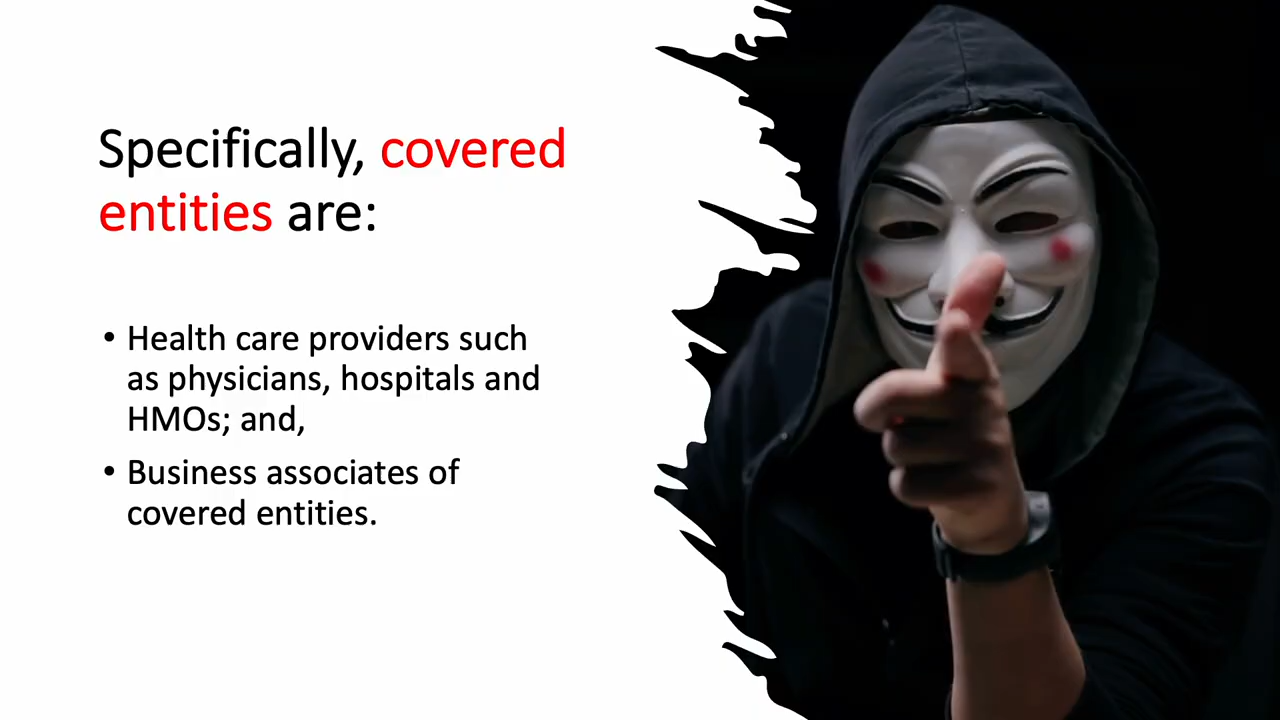 Specifically, covered
entities are:
• Health care providers such
as physicians, hospitals and
HMOs; and,
• Business associates of
covered entities.